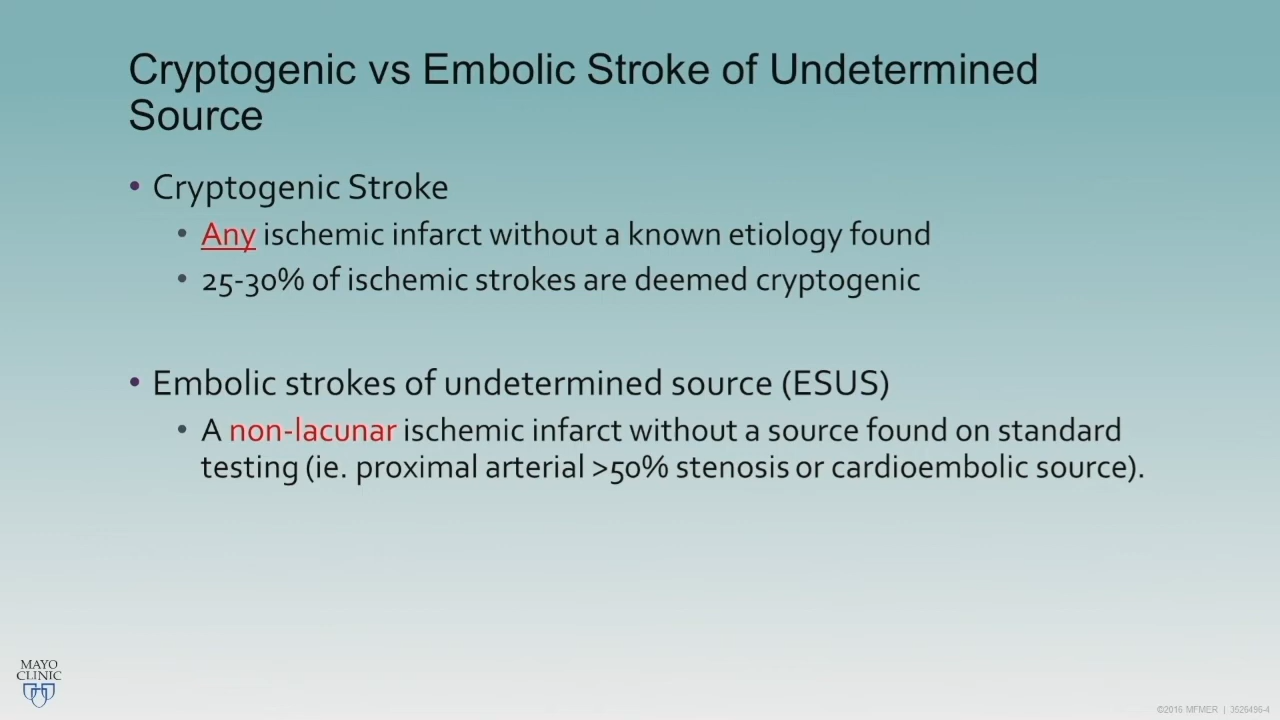 Cryptogenic vs Embolic Stroke of Undetermined
Source
• Cryptogenic Stroke
• Any ischemic infarct without a known etiology found
• 25-30% of ischemic strokes are deemed cryptogenic
• Embolic strokes of undetermined source (ESUS)
• A non-lacunar ischemic infarct without a source found on standard
testing (ie. proximal arterial >50% stenosis or cardioembolic source).
MAYO
CLINIC
©2016 MFMER | 3526496-4